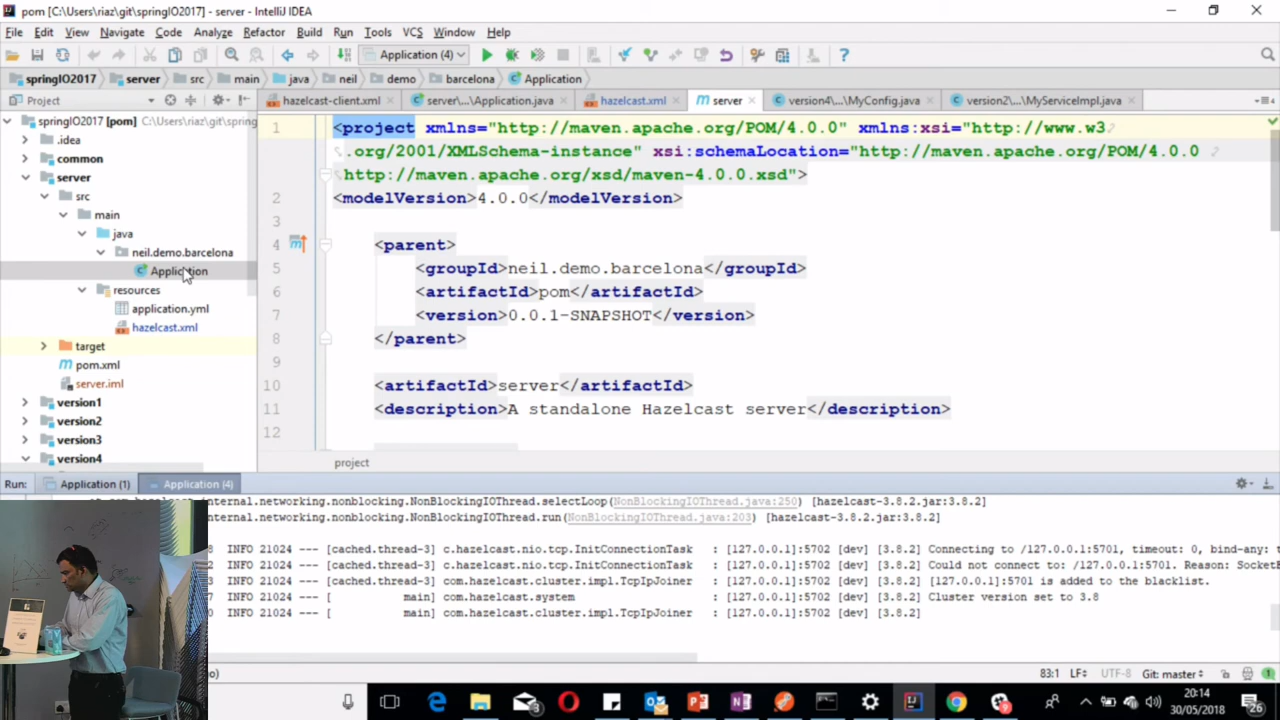 pom [C:\Users\riaz\git\springIO2017] - server - IntelliJ IDEA
File Edit View Navigate Code Analyze Refactor Build Run Tools VCS Window Help
Application (4)
springIO2017 server src main java neil demo barcelona Application
Project
hazelcast-client.xml server\...\Application.java hazelcast.xml server version4\...\MyConfig.java version2\...\MyServiceImpl.java
springIO2017 [pom] C:\Users\riaz\git\spring
.idea
common
server
src
main
java
neil.demo.barcelona
Application
resources
application.yml
hazelcast.xml
target
pom.xml
server.iml
version1
version2
version3
version4
1 <project xmlns="http://maven.apache.org/POM/4.0.0" xmlns:xsi="http://www.w3
.org/2001/XMLSchema-instance" xsi:schemaLocation="http://maven.apache.org/POM/4.0.0
http://maven.apache.org/xsd/maven-4.0.0.xsd">
2 <modelVersion>4.0.0</modelVersion>
3
4 <parent>
5 <groupId>neil.demo.barcelona</groupId>
6 <artifactId>pom</artifactId>
7 <version>0.0.1-SNAPSHOT</version>
8 </parent>
9
10 <artifactId>server</artifactId>
11 <description>A standalone Hazelcast server</description>
12
project
Run: Application (1) Application (4)
internal.networking.nonblocking.NonBlockingIOThread.selectLoop(NonBlockingIOThread.java:250) [hazelcast-3.8.2.jar:3.8.2]
internal.networking.nonblocking.NonBlockingIOThread.run(NonBlockingIOThread.java:203) [hazelcast-3.8.2.jar:3.8.2]
8 INFO 21024 --- [cached.thread-3] c.hazelcast.nio.tcp.InitConnectionTask : [127.0.0.1]:5702 [dev] [3.8.2] Connecting to /127.0.0.1:5701, timeout: 0, bind-any:
INFO 21024 --- [cached.thread-3] c.hazelcast.nio.tcp.InitConnectionTask : [127.0.0.1]:5702 [dev] [3.8.2] Could not connect to: /127.0.0.1:5701. Reason: SocketE
3 INFO 21024 --- [cached.thread-3] com.hazelcast.cluster.impl.TcpIpJoiner : [127.0.0.1]:5702 [dev] [3.8.2] [127.0.0.1]:5701 is added to the blacklist.
7 INFO 21024 --- [ main] com.hazelcast.system : [127.0.0.1]:5702 [dev] [3.8.2] Cluster version set to 3.8
0 INFO 21024 --- [ main] com.hazelcast.cluster.impl.TcpIpJoiner : [127.0.0.1]:5702 [dev] [3.8.2]
83:1 LF UTF-8 Git: master 1
20:14
30/05/2018
26